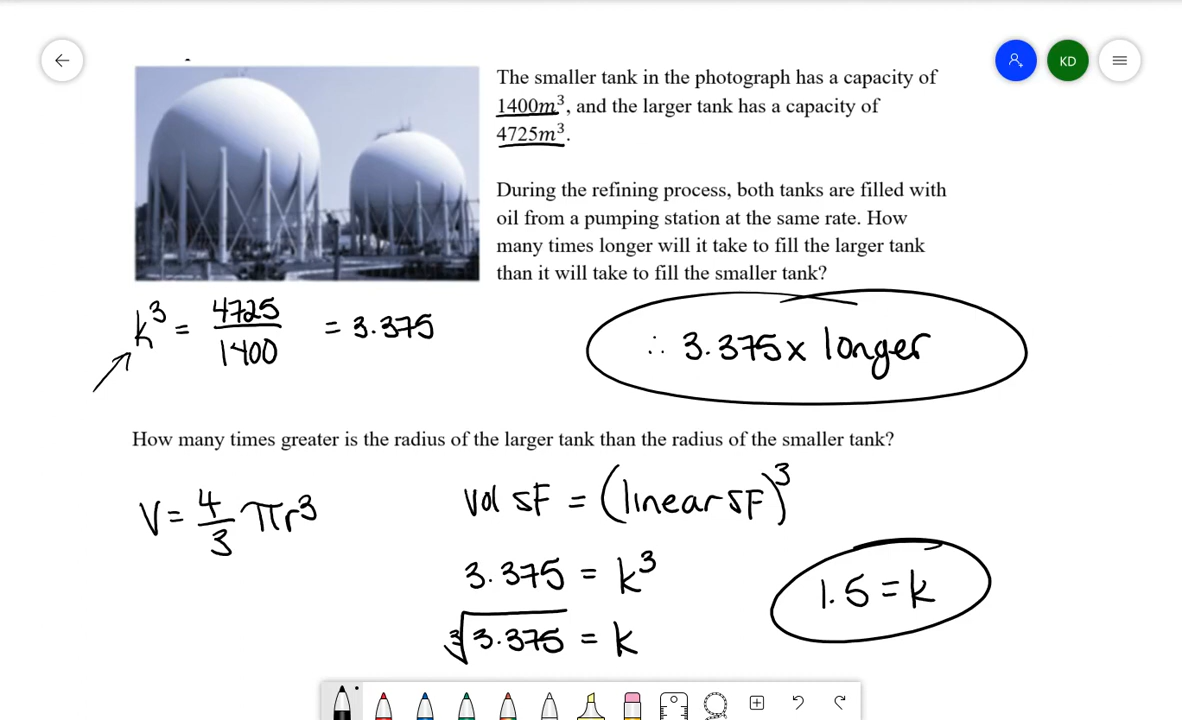 KD
The smaller tank in the photograph has a capacity of
1400m³, and the larger tank has a capacity of
4725m³.
During the refining process, both tanks are filled with
oil from a pumping station at the same rate. How
many times longer will it take to fill the larger tank
than it will take to fill the smaller tank?
k³ = 4725/1400 = 3.375
∴ 3.375x longer
How many times greater is the radius of the larger tank than the radius of the smaller tank?
V = 4/3 πr³
Vol SF = (linear SF)³
3.375 = k³
∛3.375 = k
1.5 = k